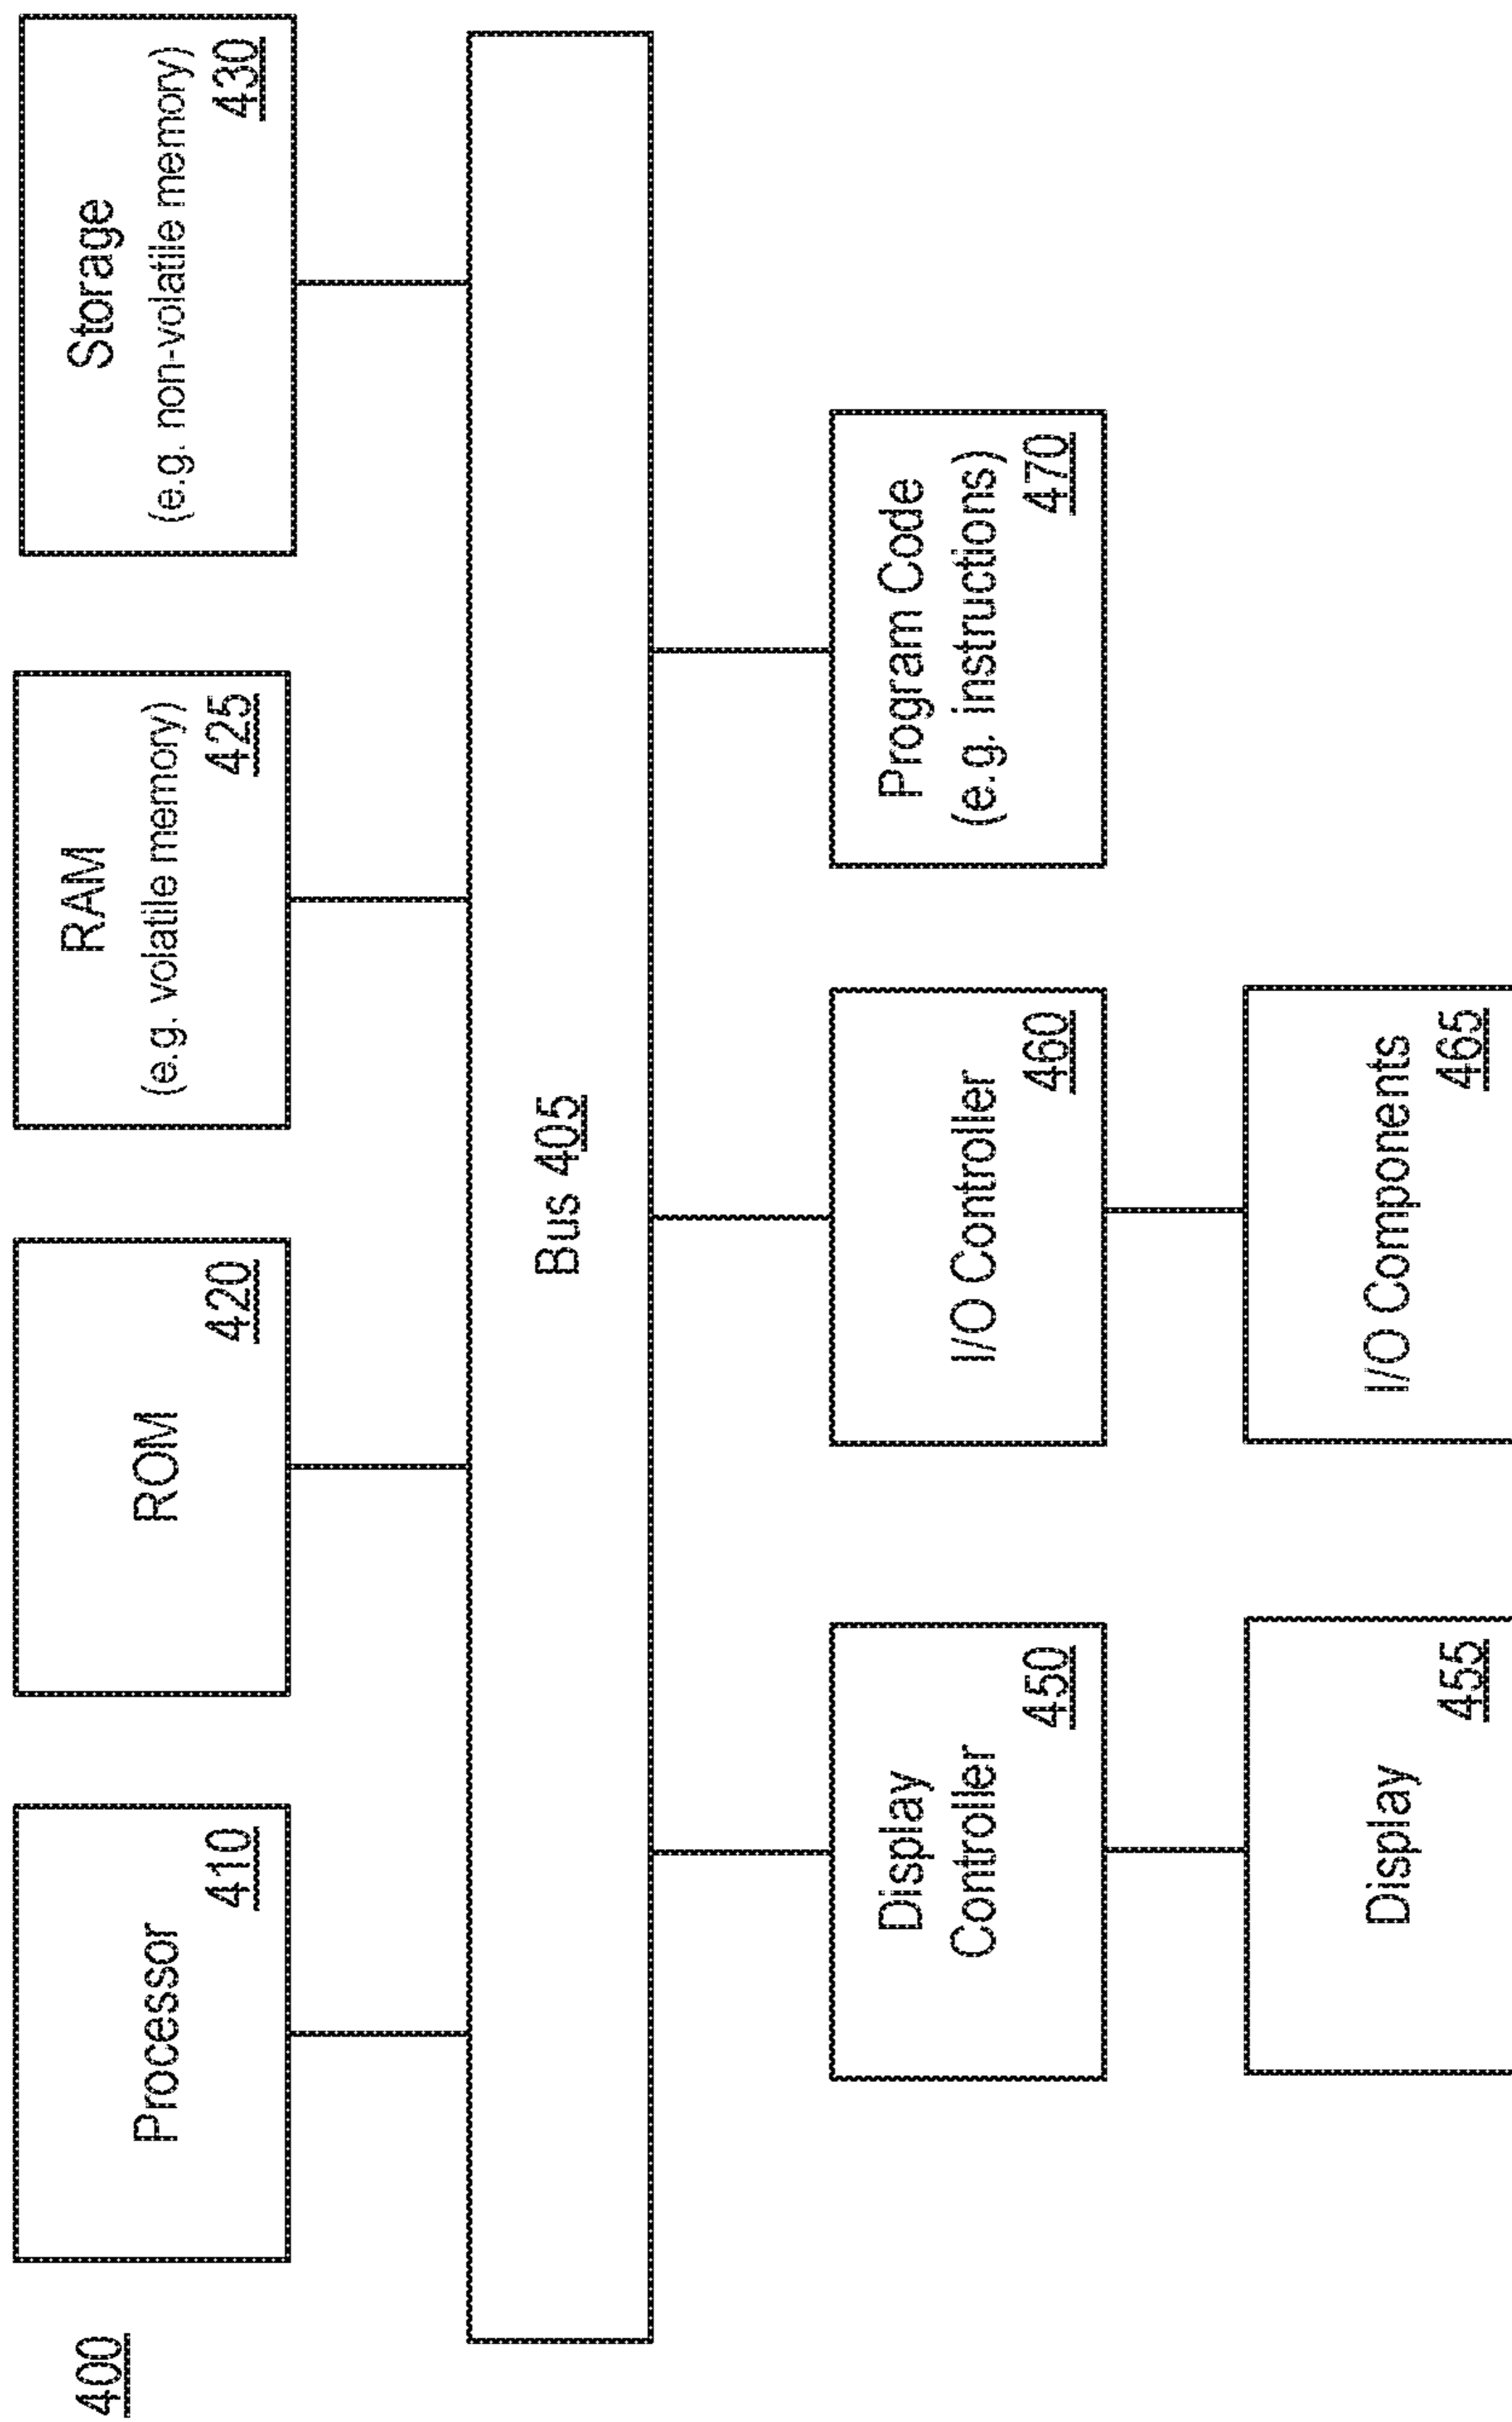 400
Processor
410
ROM
420
RAM
(e.g. volatile memory)
425
Storage
(e.g. non-volatile memory)
430
Bus 405
Display
Controller
450
I/O Controller
460
Program Code
(e.g. instructions)
470
Display
455
I/O Components
465